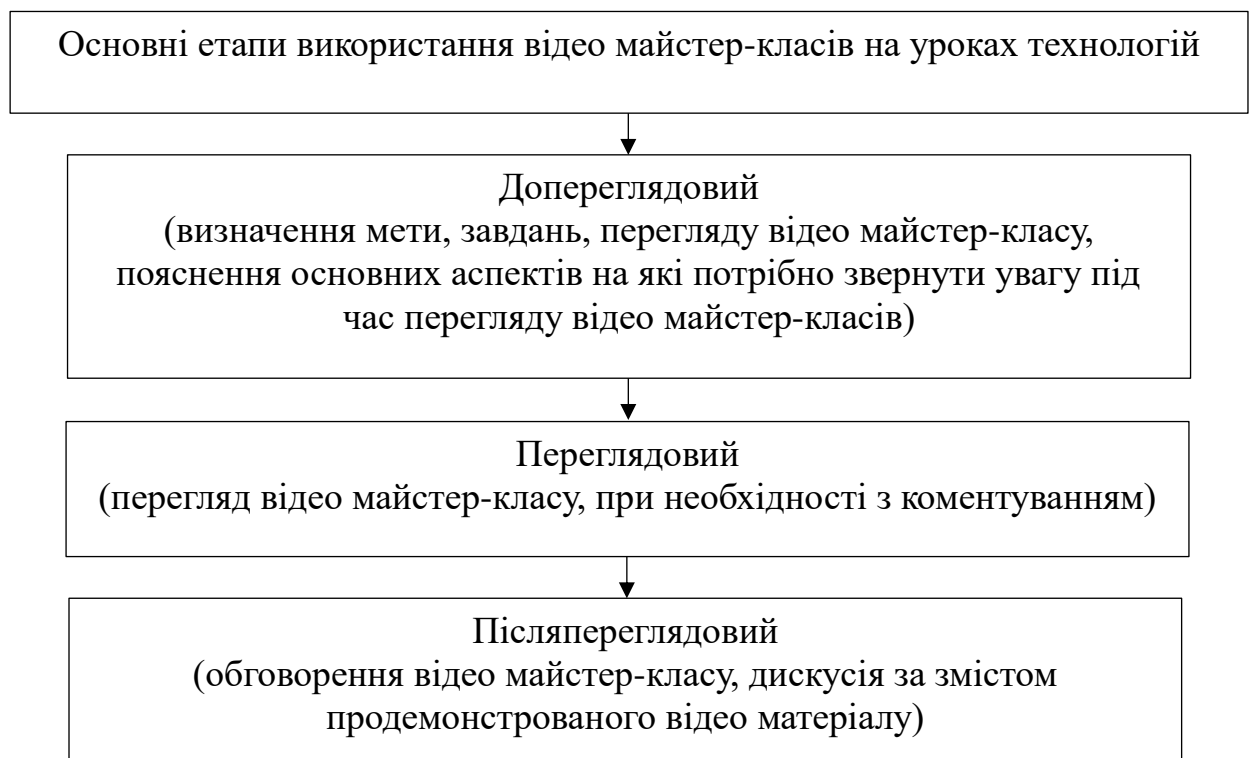 Основні етапи використання відео майстер-класів на уроках технологій
Допереглядовий
(визначення мети, завдань, перегляду відео майстер-класу,
пояснення основних аспектів на які потрібно звернути увагу під
час перегляду відео майстер-класів)
Переглядовий
(перегляд відео майстер-класу, при необхідності з коментуванням)
Післяпереглядовий
(обговорення відео майстер-класу, дискусія за змістом
продемонстрованого відео матеріалу)